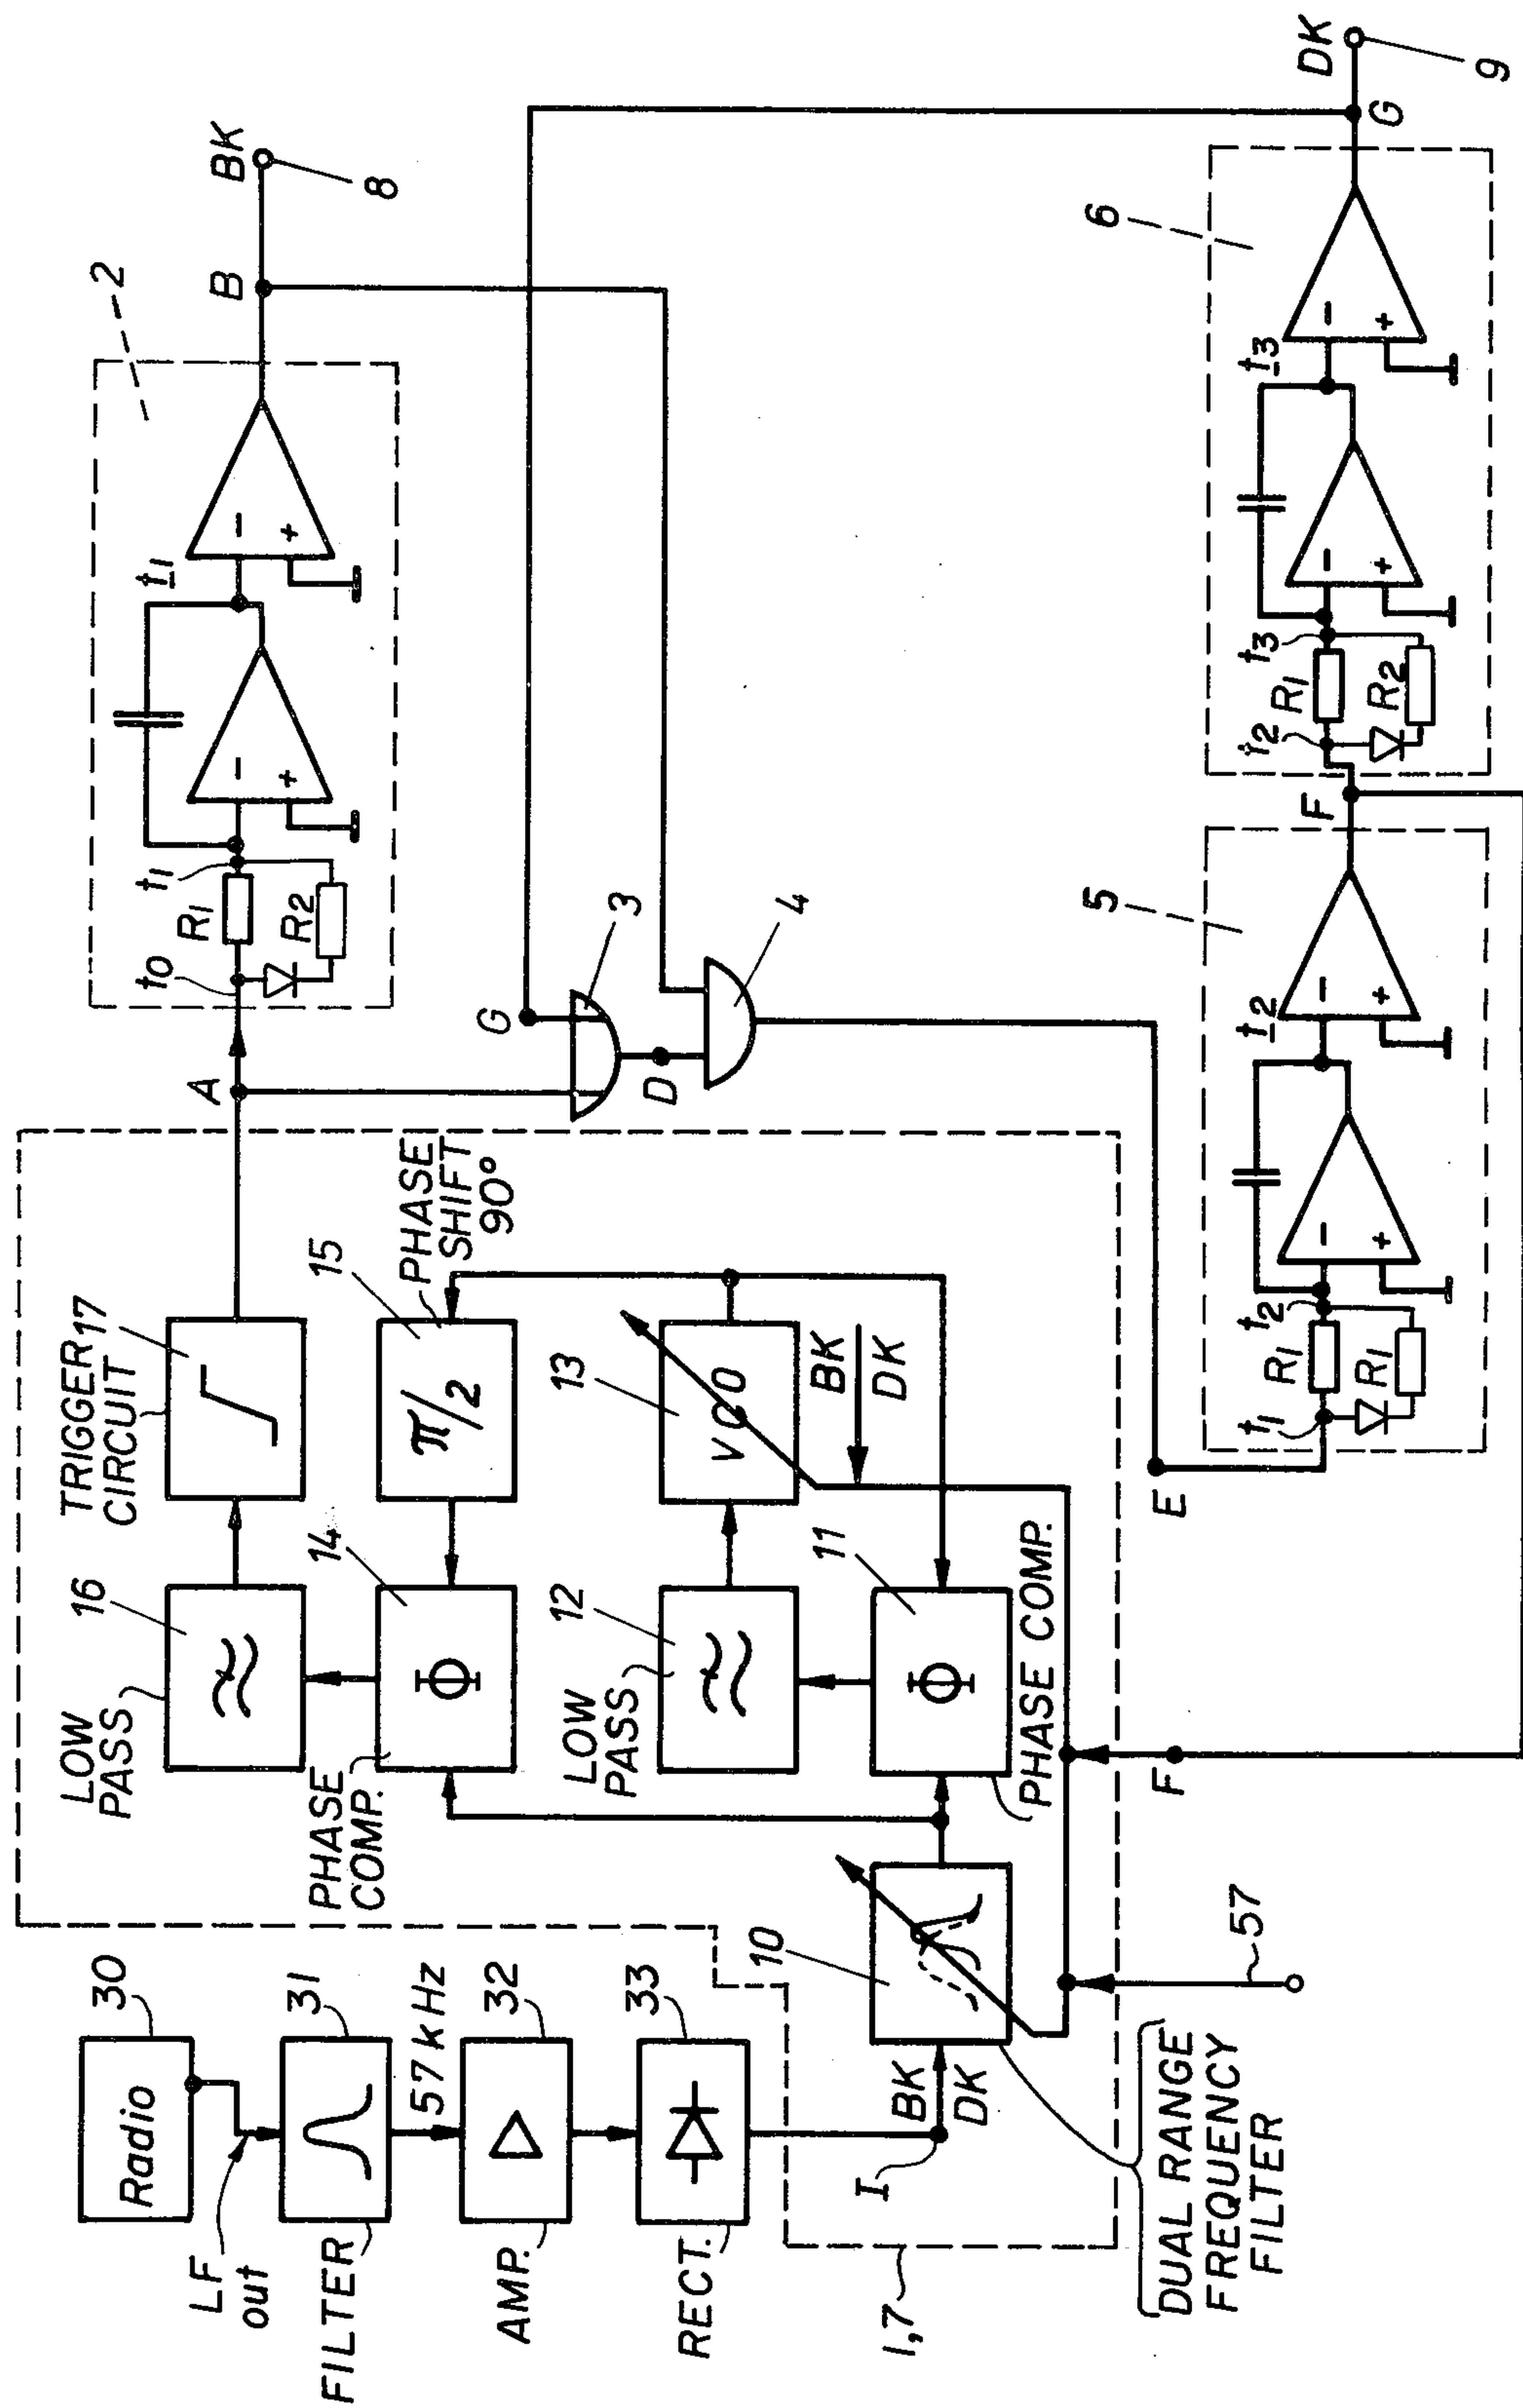 Radio
30
LF
out
FILTER
31
57 kHz
AMP.
32
RECT.
33
I
BK
DK
1,7
10
DUAL RANGE
FREQUENCY
FILTER
57
F
LOW
PASS
16
TRIGGER
CIRCUIT
17
PHASE
COMP.
14
Φ
π/2
15
PHASE
SHIFT
90°
LOW
PASS
12
VCO
13
BK
DK
11
Φ
PHASE COMP.
A
t0
R1
R2
t1
-
+
t1
-
+
2
B
BK
8
G
3
D
4
E
t1
R1
R1
t2
-
+
t2
-
+
5
F
t2
R1
R2
t3
-
+
t3
-
+
6
G
DK
9